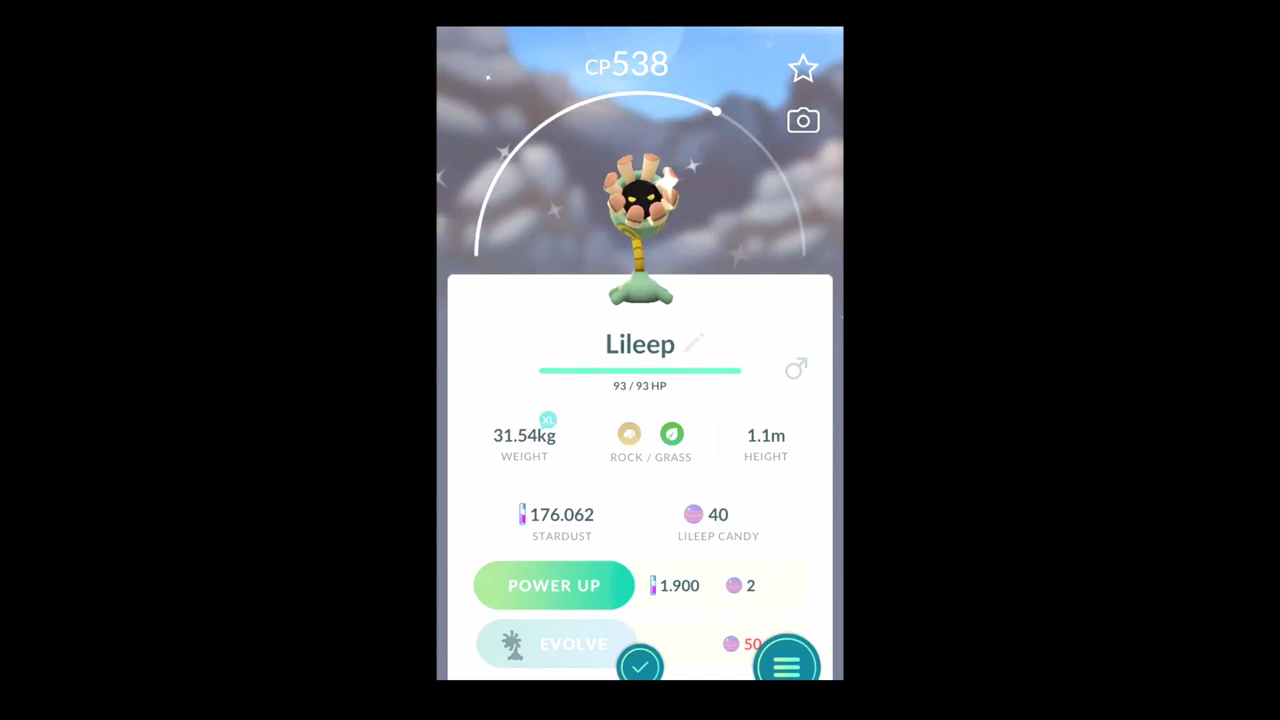 CP538
Lileep
93 / 93 HP
XL
31.54kg
WEIGHT
ROCK / GRASS
1.1m
HEIGHT
176.062
STARDUST
40
LILEEP CANDY
POWER UP
1.900
2
EVOLVE
50